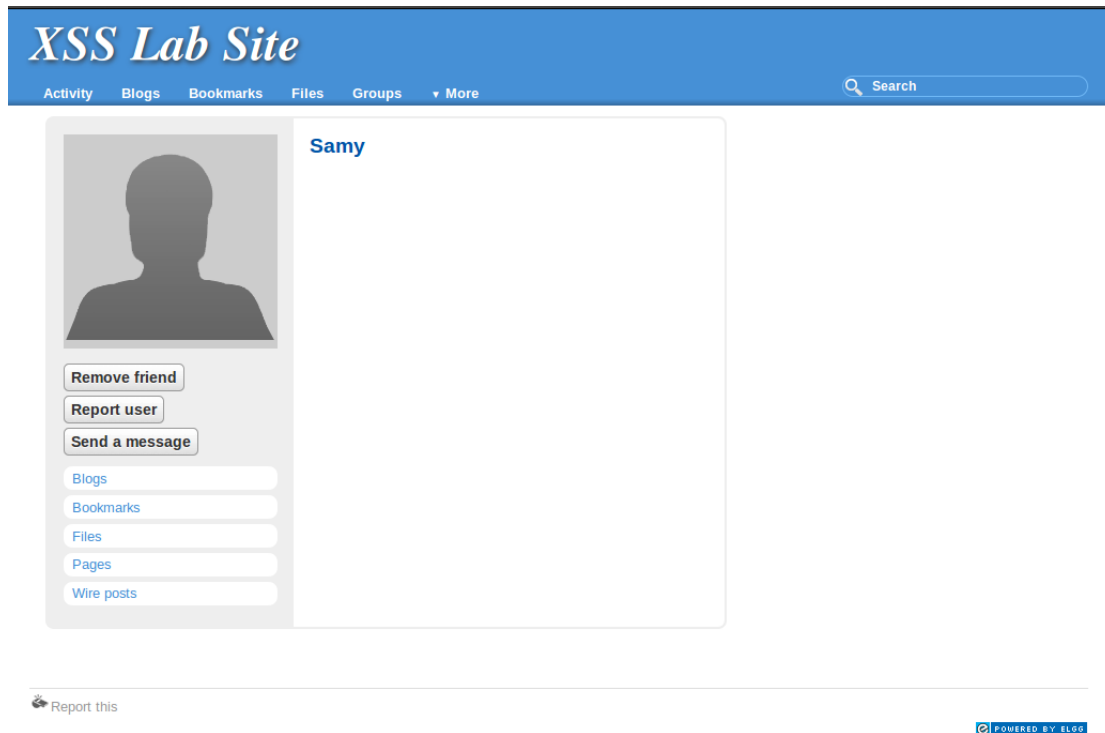 XSS Lab Site
Activity Blogs Bookmarks Files Groups ▼ More
Search
Samy
Remove friend
Report user
Send a message
Blogs
Bookmarks
Files
Pages
Wire posts
Report this
POWERED BY ELGG